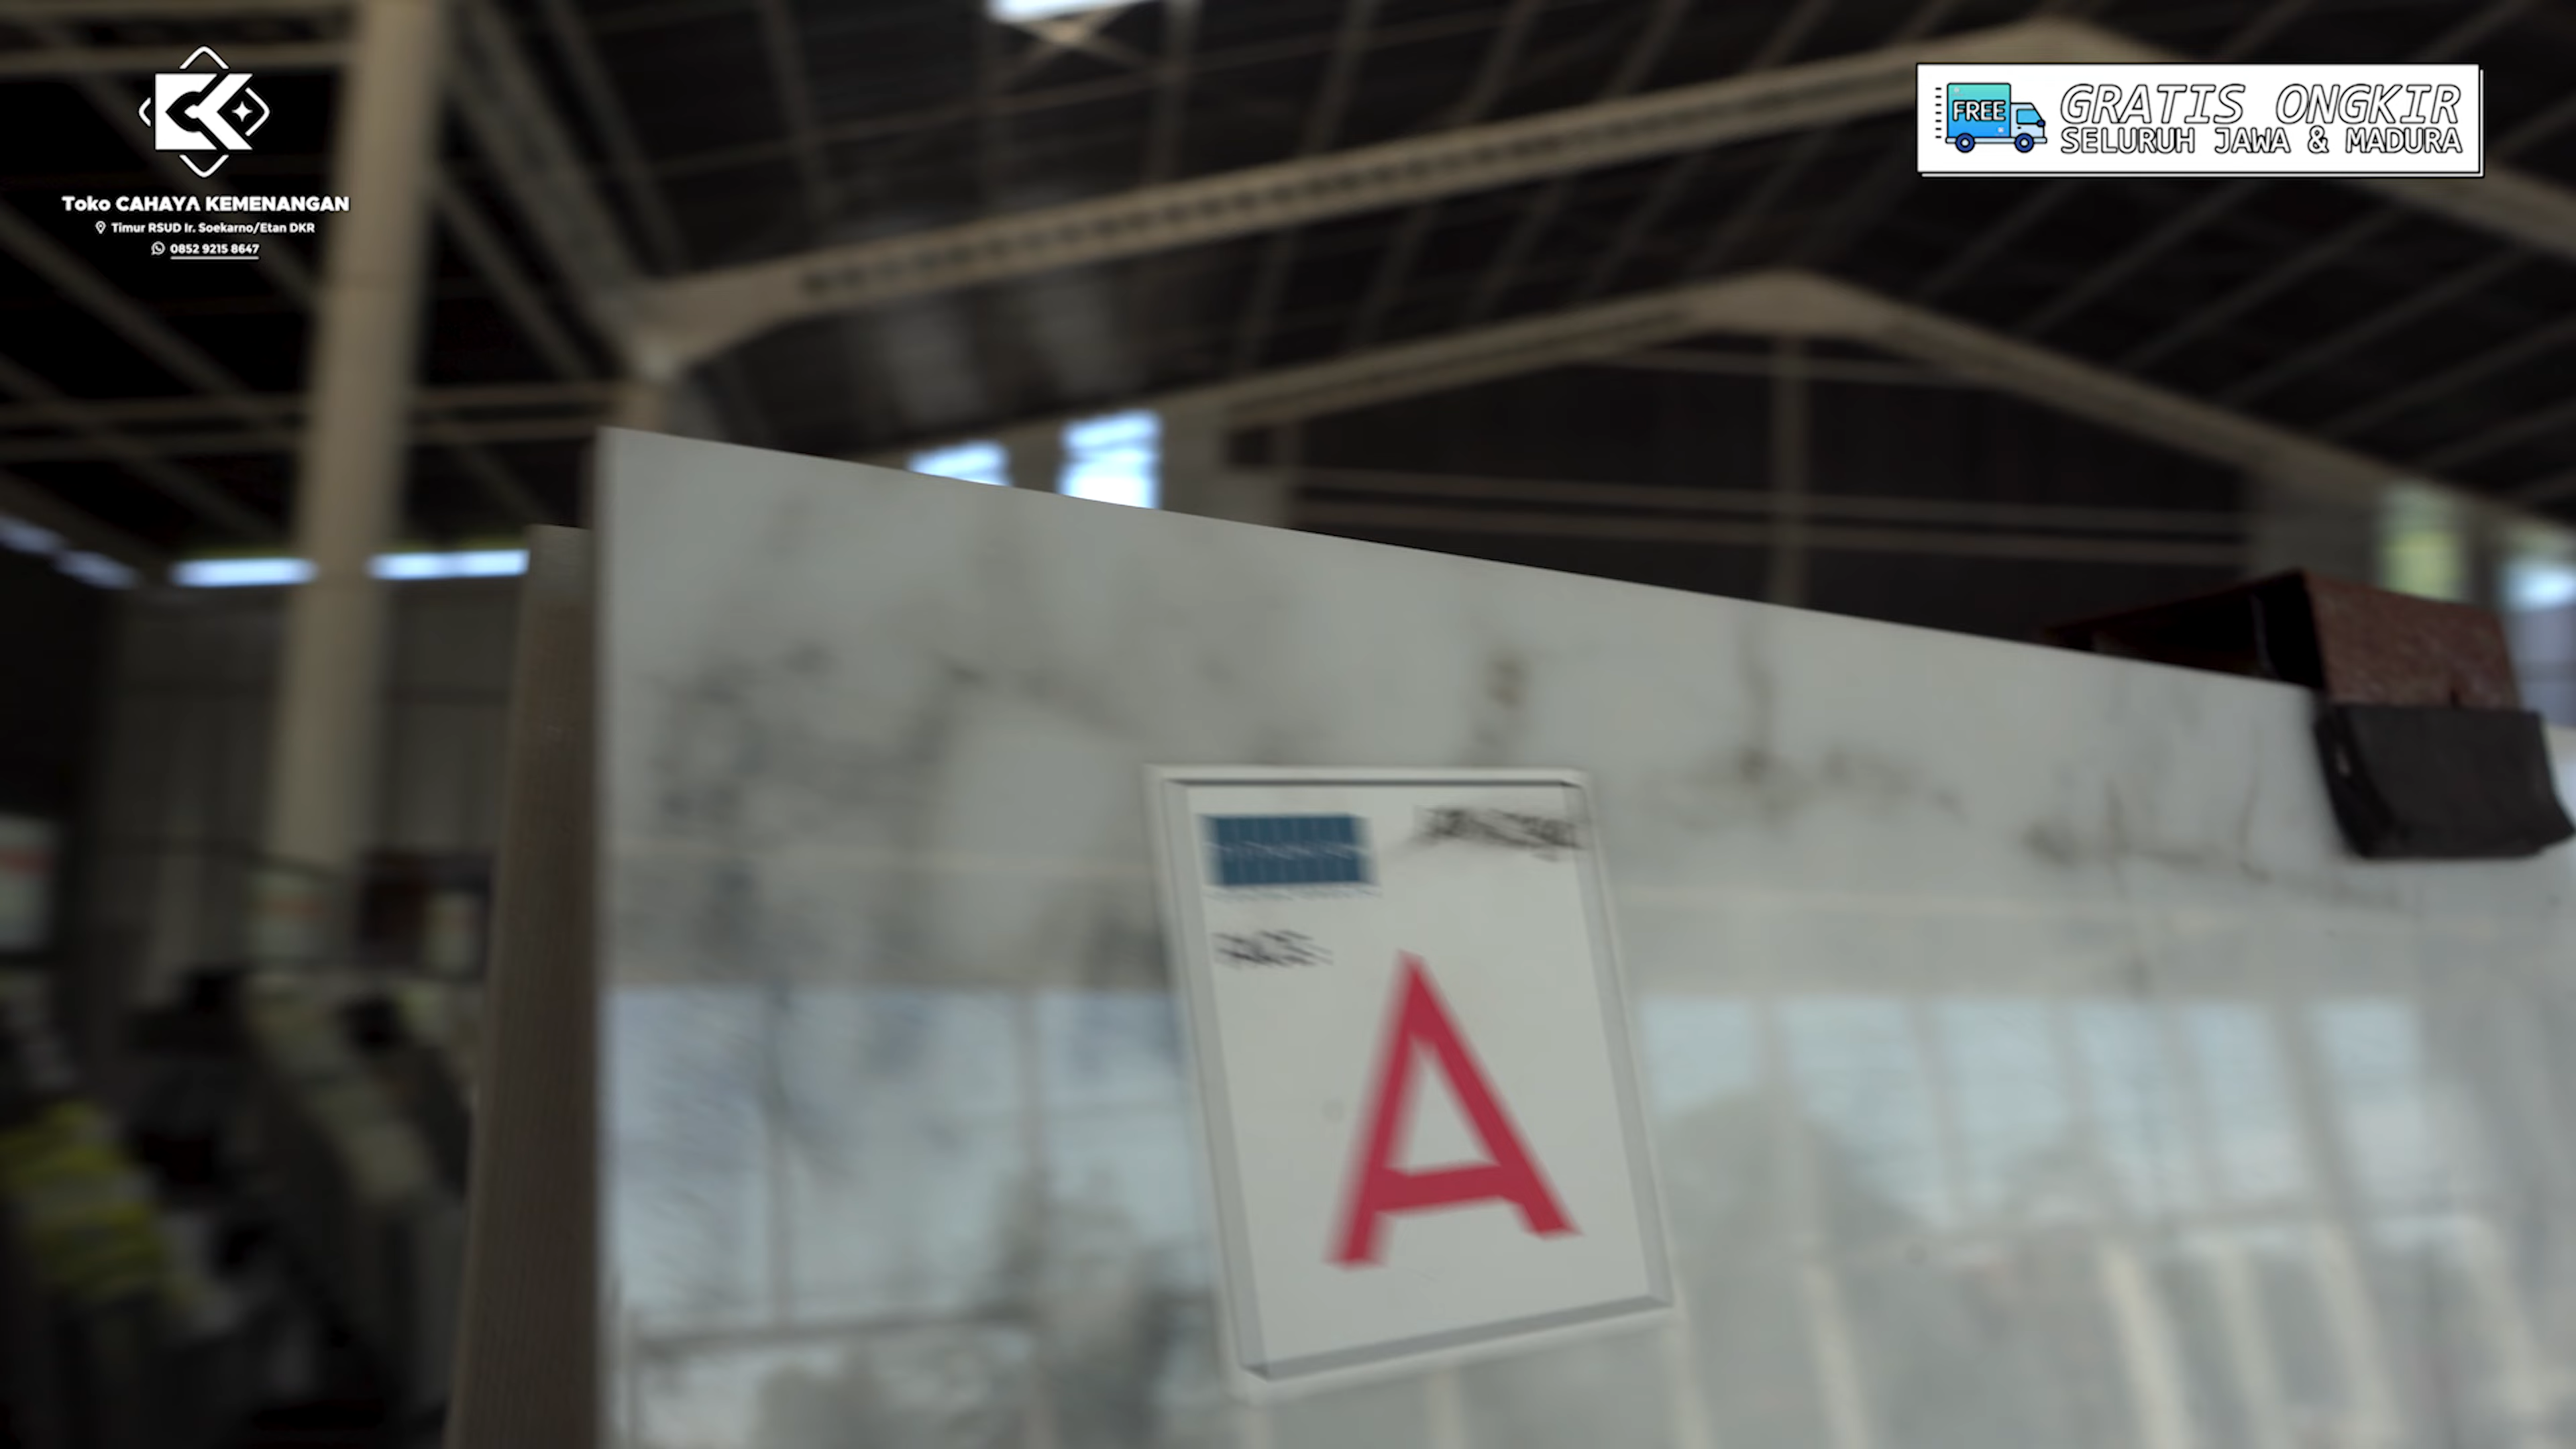 Toko CAHAYA KEMENANGAN
Timur RSUD Ir. Soekarno/Etan DKR
0852 9215 8647
FREE
GRATIS ONGKIR
SELURUH JAWA & MADURA
A